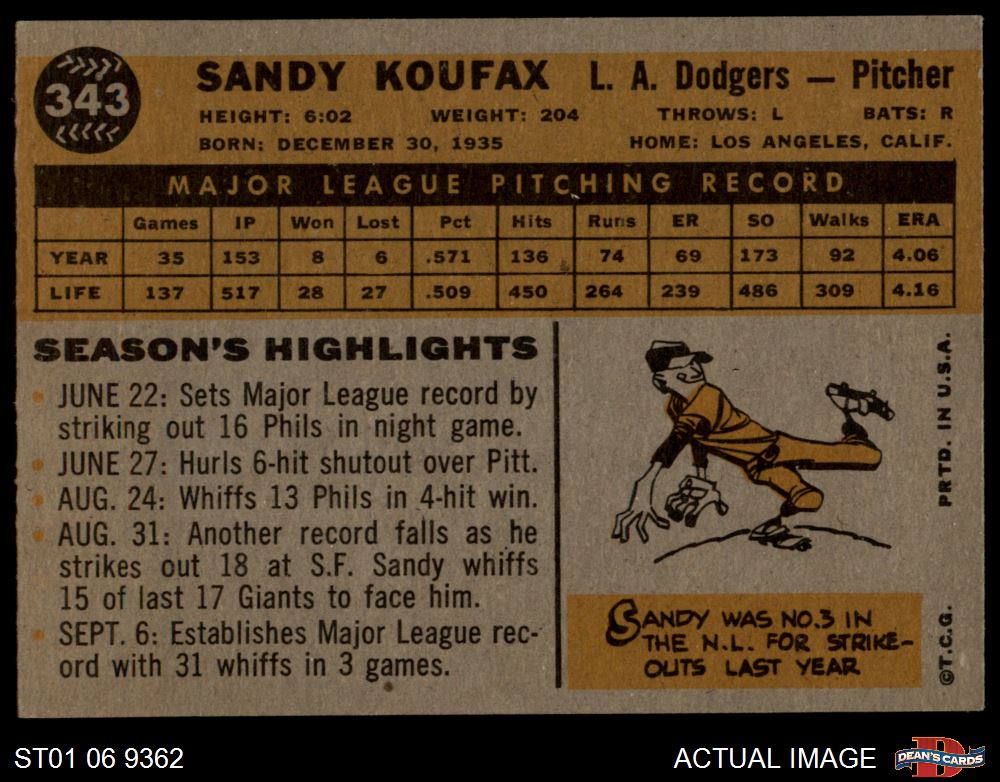 343
SANDY KOUFAX L. A. Dodgers — Pitcher
HEIGHT: 6:02 WEIGHT: 204 THROWS: L BATS: R
BORN: DECEMBER 30, 1935 HOME: LOS ANGELES, CALIF.
MAJOR LEAGUE PITCHING RECORD
Games IP Won Lost Pct Hits Runs ER SO Walks ERA
YEAR 35 153 8 6 .571 136 74 69 173 92 4.06
LIFE 137 517 28 27 .509 450 264 239 486 309 4.16
SEASON'S HIGHLIGHTS
JUNE 22: Sets Major League record by
striking out 16 Phils in night game.
JUNE 27: Hurls 6-hit shutout over Pitt.
AUG. 24: Whiffs 13 Phils in 4-hit win.
AUG. 31: Another record falls as he
strikes out 18 at S.F. Sandy whiffs
15 of last 17 Giants to face him.
SEPT. 6: Establishes Major League rec-
ord with 31 whiffs in 3 games.
SANDY WAS NO.3 IN
THE N.L. FOR STRIKE-
OUTS LAST YEAR
©T.C.G. PRTD. IN U.S.A.
ST01 06 9362 ACTUAL IMAGE
D
DEAN'S CARDS